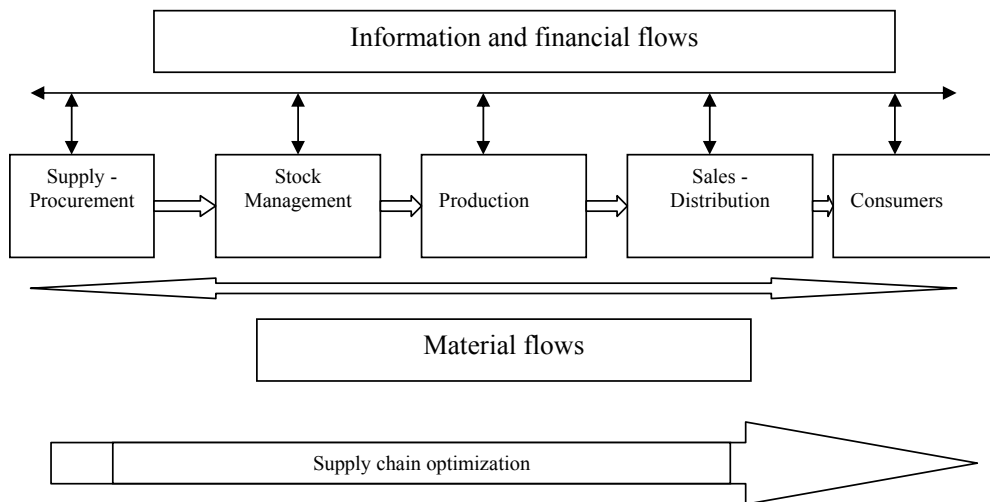 Information and financial flows
Supply -
Procurement
Stock
Management
Production
Sales -
Distribution
Consumers
Material flows
Supply chain optimization